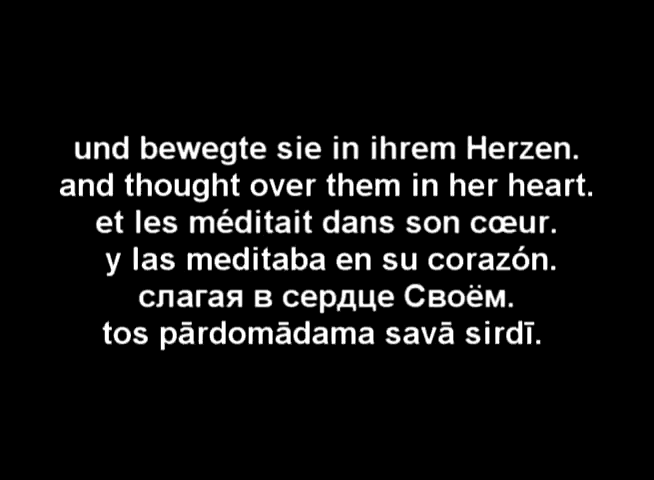 und bewegte sie in ihrem Herzen.
and thought over them in her heart.
et les méditait dans son cœur.
y las meditaba en su corazón.
слагая в сердце Своём.
tos pārdomādama savā sirdī.